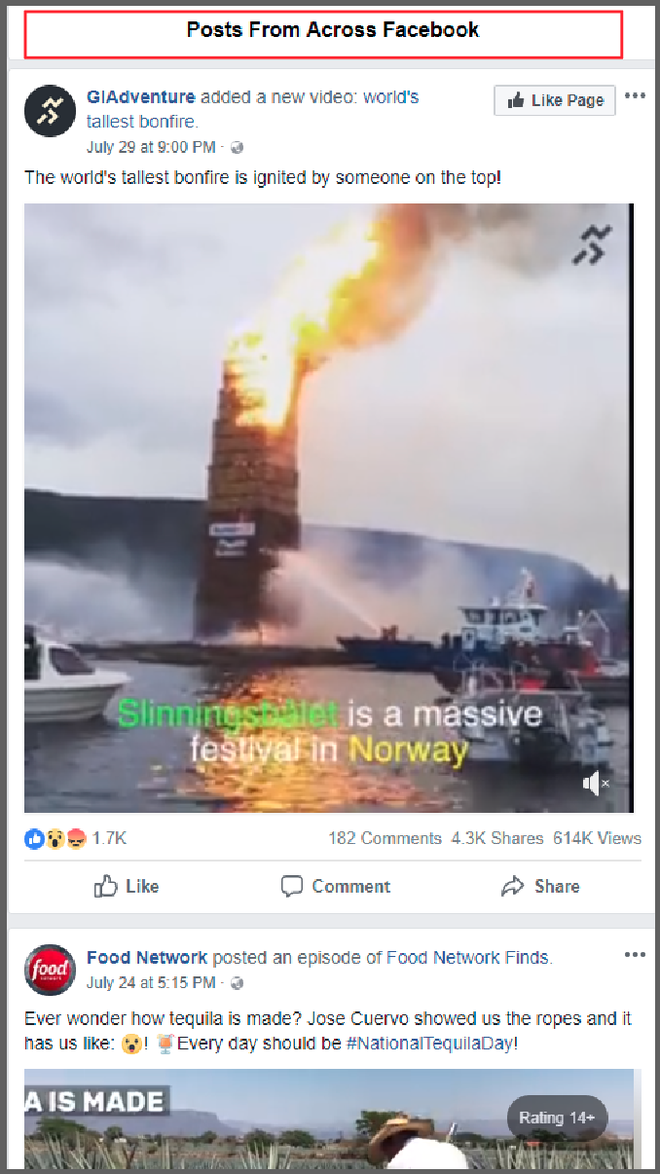 Posts From Across Facebook
GIAdventure added a new video: world's
tallest bonfire.
Like Page
July 29 at 9:00 PM ·
The world's tallest bonfire is ignited by someone on the top!
Slinningsbålet is a massive
festival in Norway
1.7K
182 Comments 4.3K Shares 614K Views
Like Comment Share
food
NETWORK
Food Network posted an episode of Food Network Finds.
July 24 at 5:15 PM ·
Ever wonder how tequila is made? Jose Cuervo showed us the ropes and it
has us like: 😲! 🍹Every day should be #NationalTequilaDay!
A IS MADE
Rating 14+